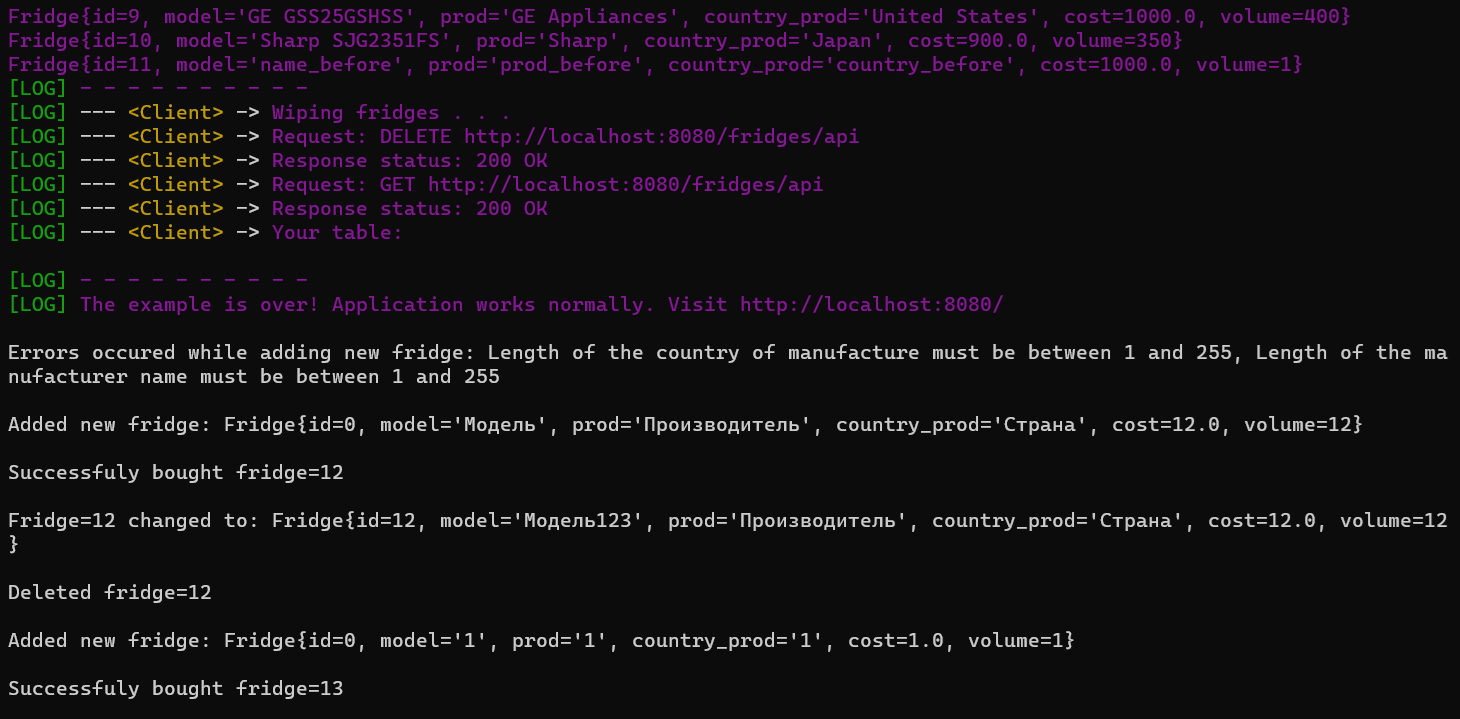 Fridge{id=9, model='GE GSS25GSHSS', prod='GE Appliances', country_prod='United States', cost=1000.0, volume=400}
Fridge{id=10, model='Sharp SJG2351FS', prod='Sharp', country_prod='Japan', cost=900.0, volume=350}
Fridge{id=11, model='name_before', prod='prod_before', country_prod='country_before', cost=1000.0, volume=1}
[LOG] - - - - - - - - - -
[LOG] --- <Client> -> Wiping fridges . . .
[LOG] --- <Client> -> Request: DELETE http://localhost:8080/fridges/api
[LOG] --- <Client> -> Response status: 200 OK
[LOG] --- <Client> -> Request: GET http://localhost:8080/fridges/api
[LOG] --- <Client> -> Response status: 200 OK
[LOG] --- <Client> -> Your table:
[LOG] - - - - - - - - - -
[LOG] The example is over! Application works normally. Visit http://localhost:8080/
Errors occured while adding new fridge: Length of the country of manufacture must be between 1 and 255, Length of the ma
nufacturer name must be between 1 and 255
Added new fridge: Fridge{id=0, model='Модель', prod='Производитель', country_prod='Страна', cost=12.0, volume=12}
Successfuly bought fridge=12
Fridge=12 changed to: Fridge{id=12, model='Модель123', prod='Производитель', country_prod='Страна', cost=12.0, volume=12
}
Deleted fridge=12
Added new fridge: Fridge{id=0, model='1', prod='1', country_prod='1', cost=1.0, volume=1}
Successfuly bought fridge=13